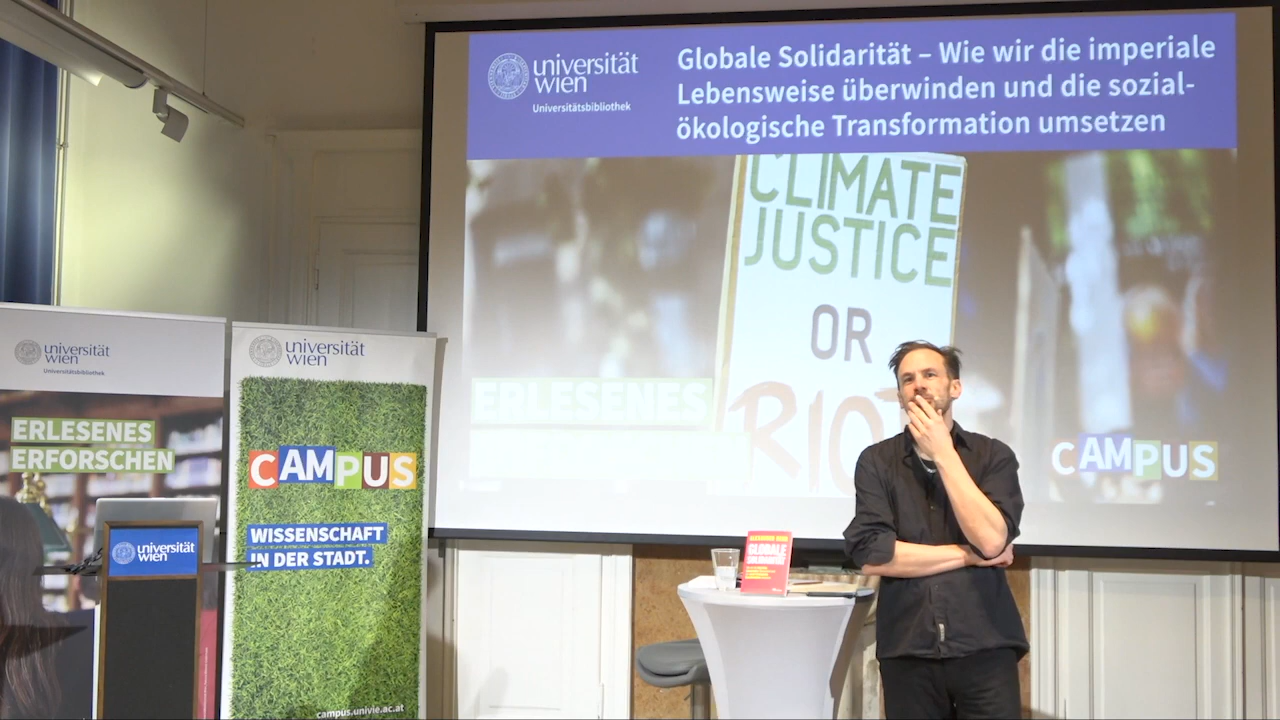 universität
wien
Universitätsbibliothek
Globale Solidarität – Wie wir die imperiale
Lebensweise überwinden und die sozial-
ökologische Transformation umsetzen
CLIMATE
JUSTICE
OR
RIOT
ERLESENES
CAMPUS
universität
wien
Universitätsbibliothek
ERLESENES
ERFORSCHEN
universität
wien
universität
wien
CAMPUS
WISSENSCHAFT
IN DER STADT.
campus.univie.ac.at
GLOBALE